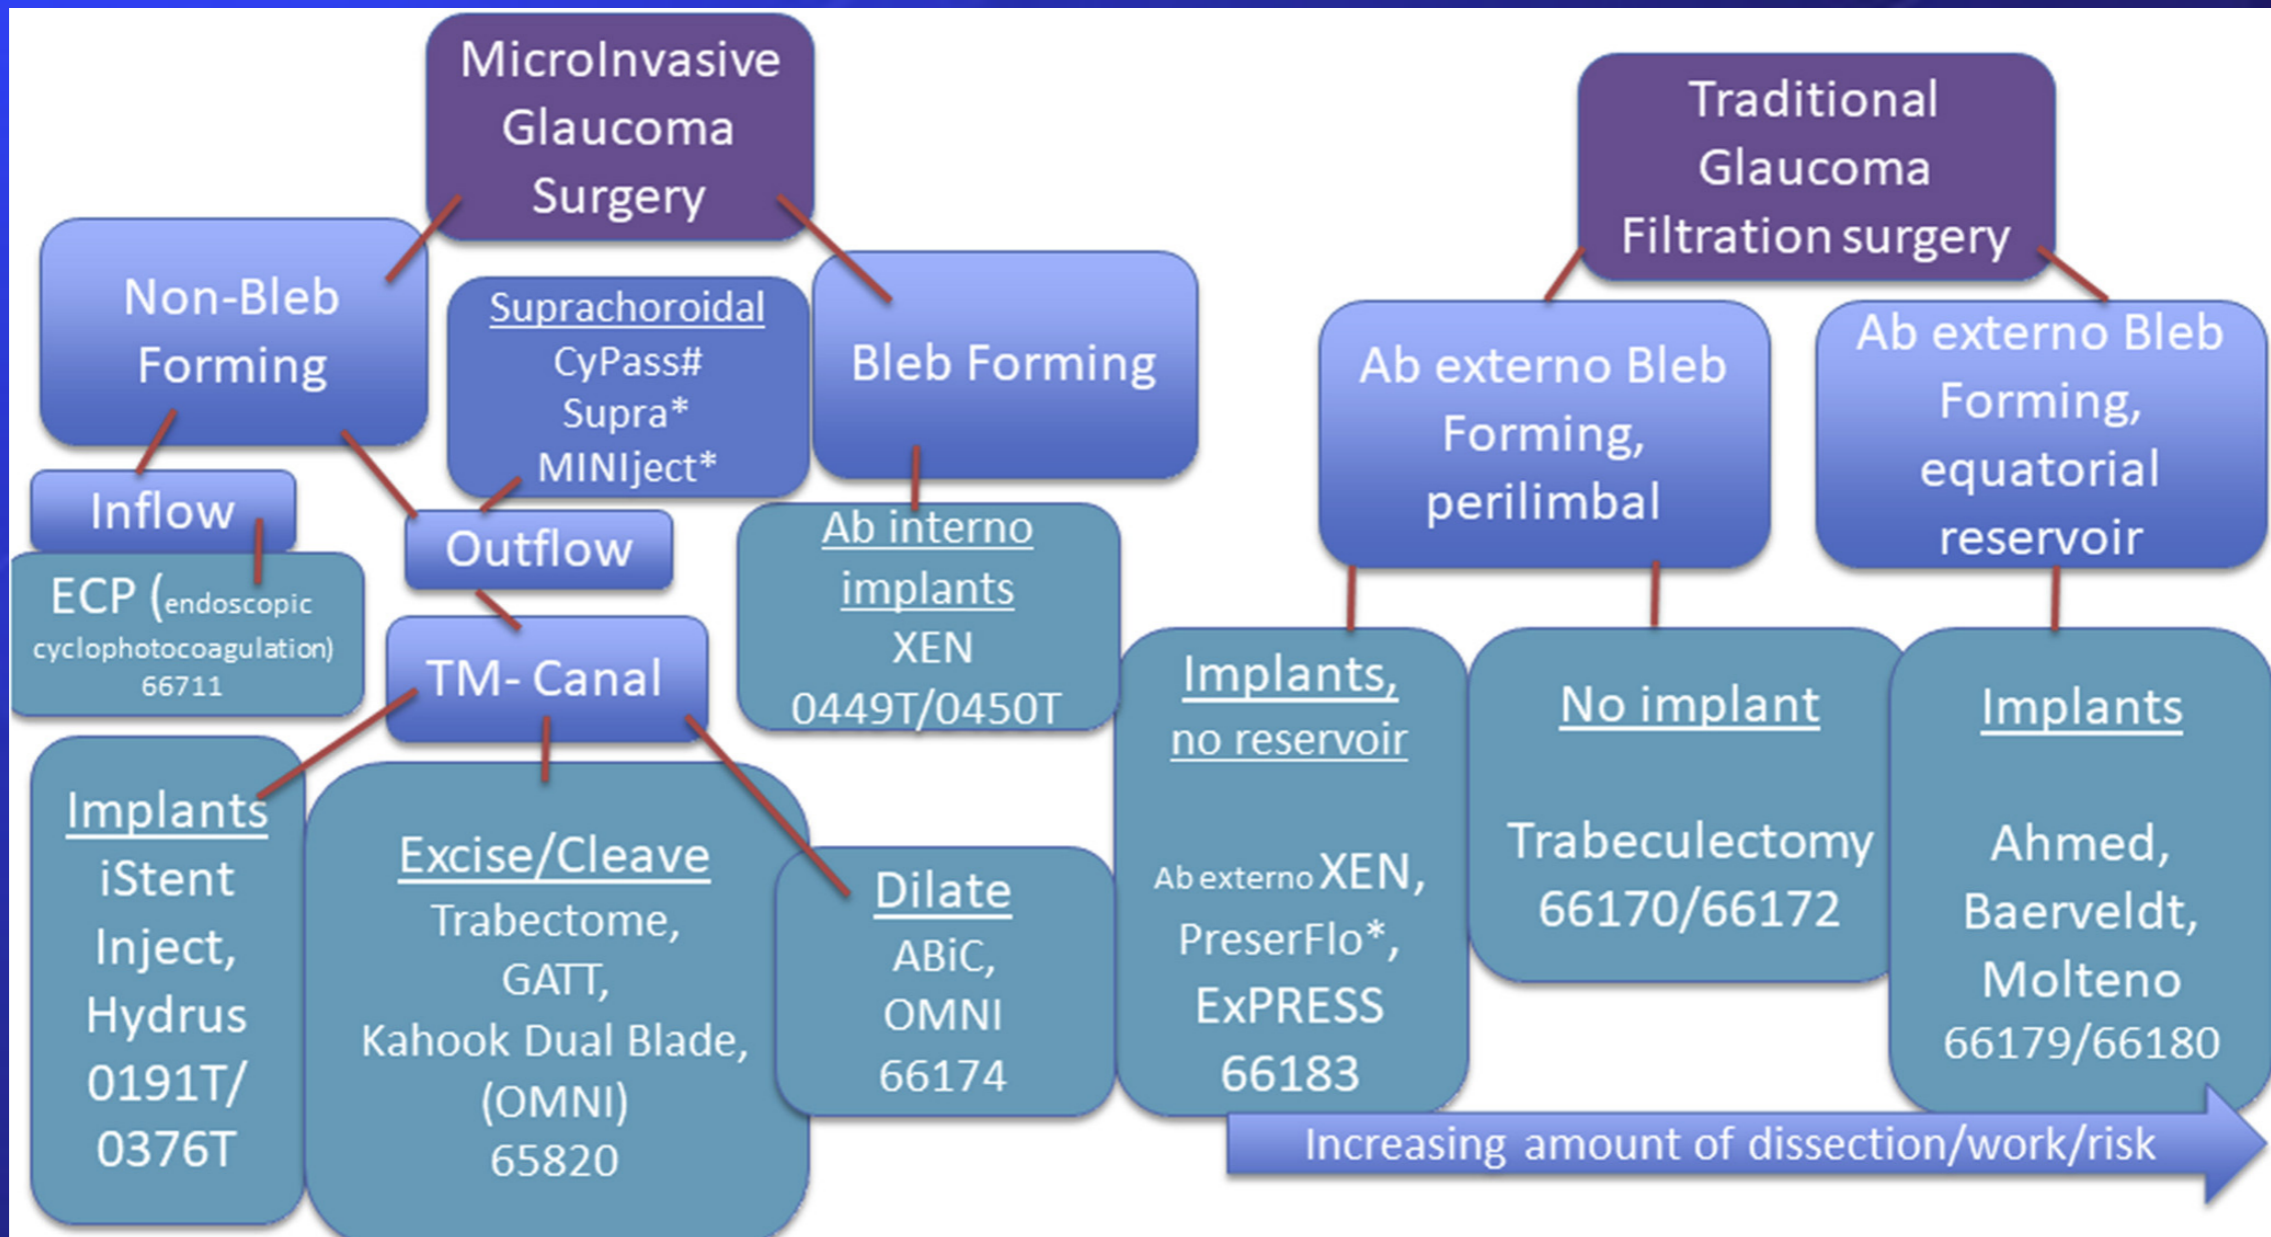 MicroInvasive
Glaucoma
Surgery
Non-Bleb
Forming
Suprachoroidal
CyPass#
Supra*
MINIject*
Bleb Forming
Inflow
ECP (endoscopic
cyclophotocoagulation)
66711
Outflow
TM- Canal
Ab interno
implants
XEN
0449T/0450T
Implants
iStent
Inject,
Hydrus
0191T/
0376T
Excise/Cleave
Trabectome,
GATT,
Kahook Dual Blade,
(OMNI)
65820
Dilate
ABiC,
OMNI
66174
Traditional
Glaucoma
Filtration surgery
Ab externo Bleb
Forming,
perilimbal
Ab externo Bleb
Forming,
equatorial
reservoir
Implants,
no reservoir
Ab externo XEN,
PreserFlo*,
ExPRESS
66183
No implant
Trabeculectomy
66170/66172
Implants
Ahmed,
Baerveldt,
Molteno
66179/66180
Increasing amount of dissection/work/risk